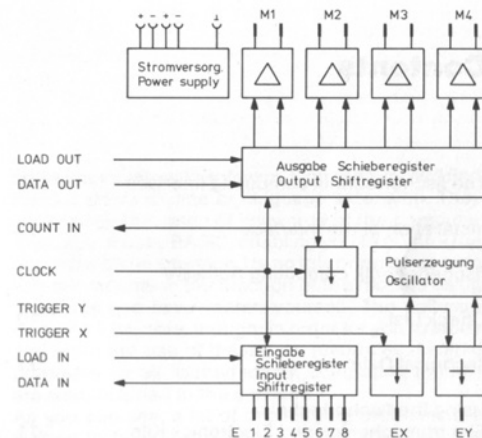 + - + - ⊥
M1 M2 M3 M4
Stromversorg.
Power supply
LOAD OUT
DATA OUT
Ausgabe Schieberegister
Output Shiftregister
COUNT IN
CLOCK
Pulserzeugung
Oscillator
TRIGGER Y
TRIGGER X
LOAD IN
DATA IN
Eingabe
Schieberegister
Input
Shiftregister
E 1 2 3 4 5 6 7 8 EX EY